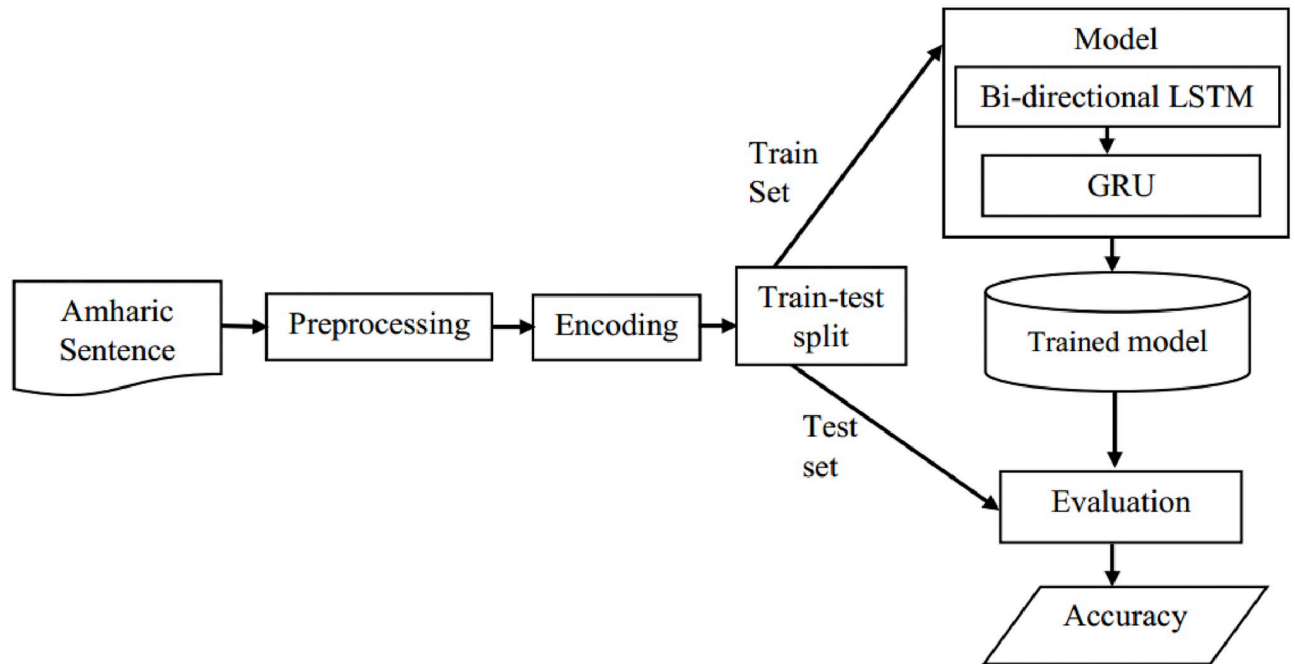 Model
Bi-directional LSTM
GRU
Train
Set
Amharic
Sentence
Preprocessing
Encoding
Train-test
split
Trained model
Test
set
Evaluation
Accuracy